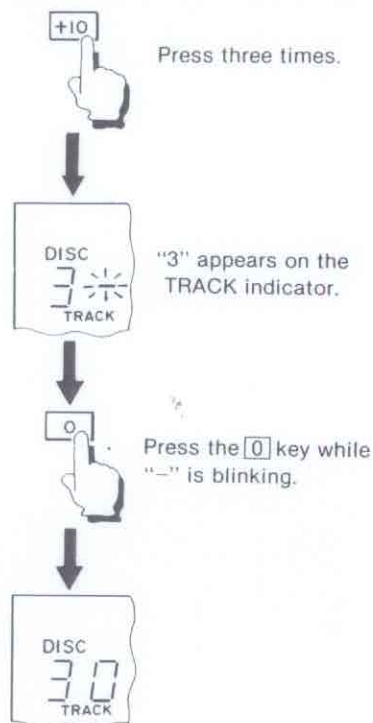 +10
Press three times.
DISC
3 –
TRACK
"3" appears on the
TRACK indicator.
0
Press the 0 key while
"–" is blinking.
DISC
30
TRACK